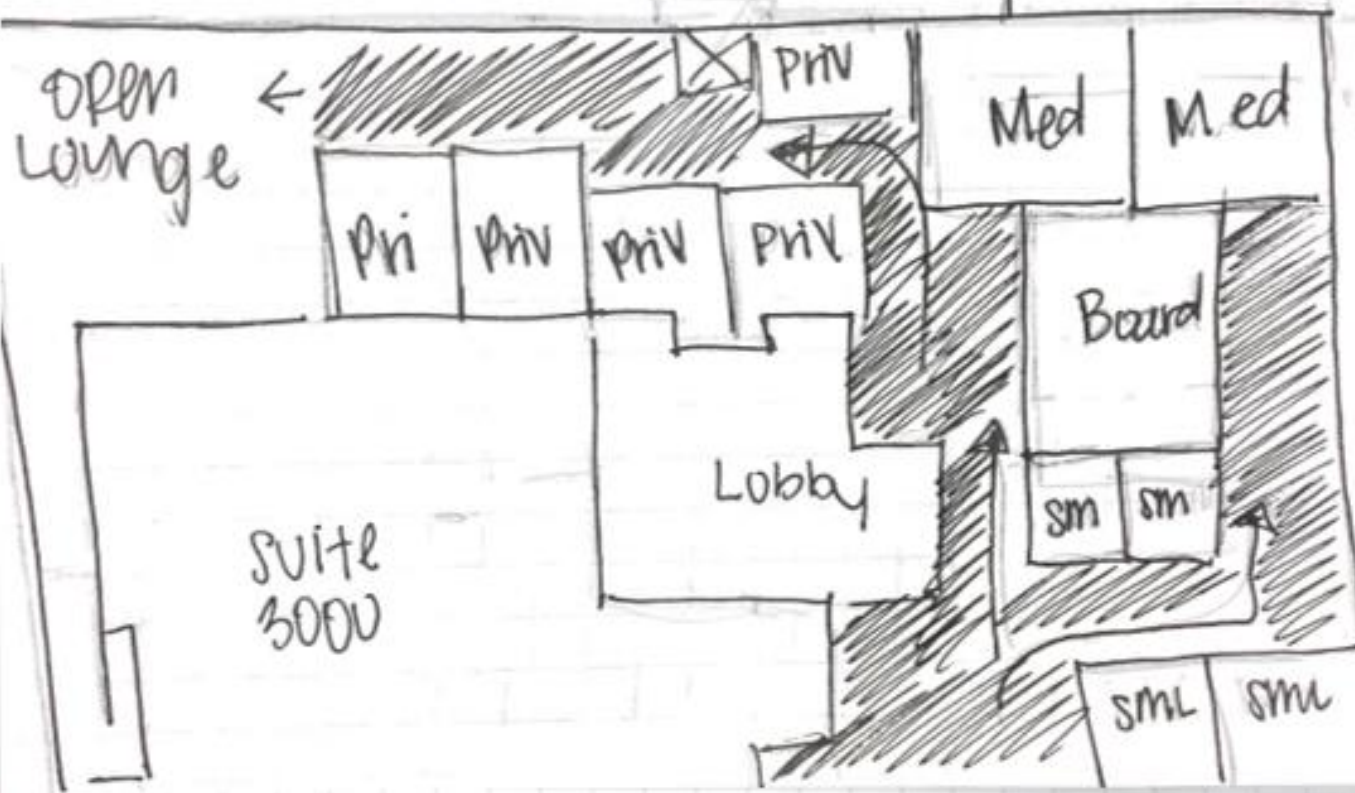 Open
Lounge
Priv
Med
Med
Pri
Priv
Priv
Priv
Board
Lobby
sm
sm
Suite
3000
smL
smL